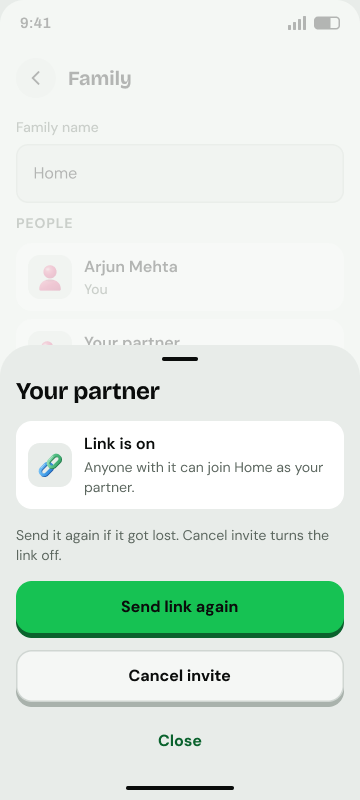 9:41
Family
Family name
Home
PEOPLE
Arjun Mehta
You
Your partner
Your partner
Link is on
Anyone with it can join Home as your
partner.
Send it again if it got lost. Cancel invite turns the
link off.
Send link again
Cancel invite
Close